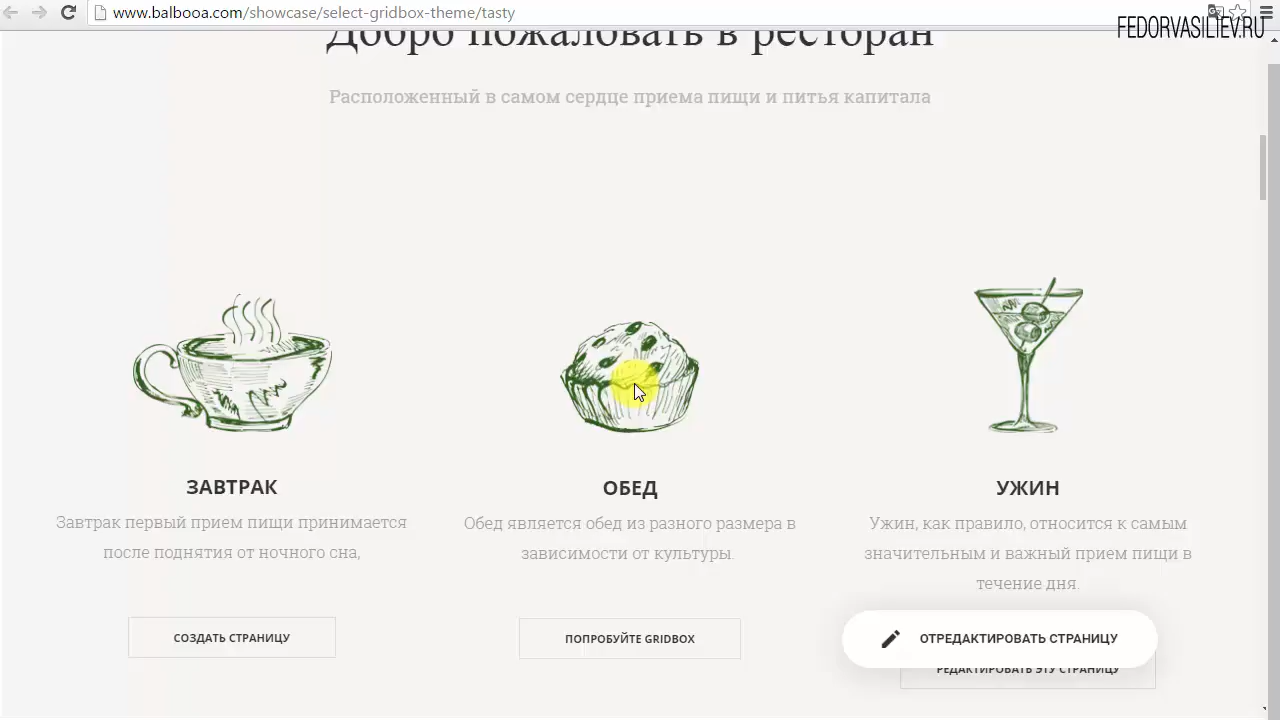 www.balbooa.com/showcase/select-gridbox-theme/tasty
FEDORVASILIEV.RU
Добро пожаловать в ресторан
Расположенный в самом сердце приема пищи и питья капитала
ЗАВТРАК
Завтрак первый прием пищи принимается
после поднятия от ночного сна,
СОЗДАТЬ СТРАНИЦУ
ОБЕД
Обед является обед из разного размера в
зависимости от культуры.
ПОПРОБУЙТЕ GRIDBOX
УЖИН
Ужин, как правило, относится к самым
значительным и важный прием пищи в
течение дня.
ОТРЕДАКТИРОВАТЬ СТРАНИЦУ
РЕДАКТИРОВАТЬ ЭТУ СТРАНИЦУ